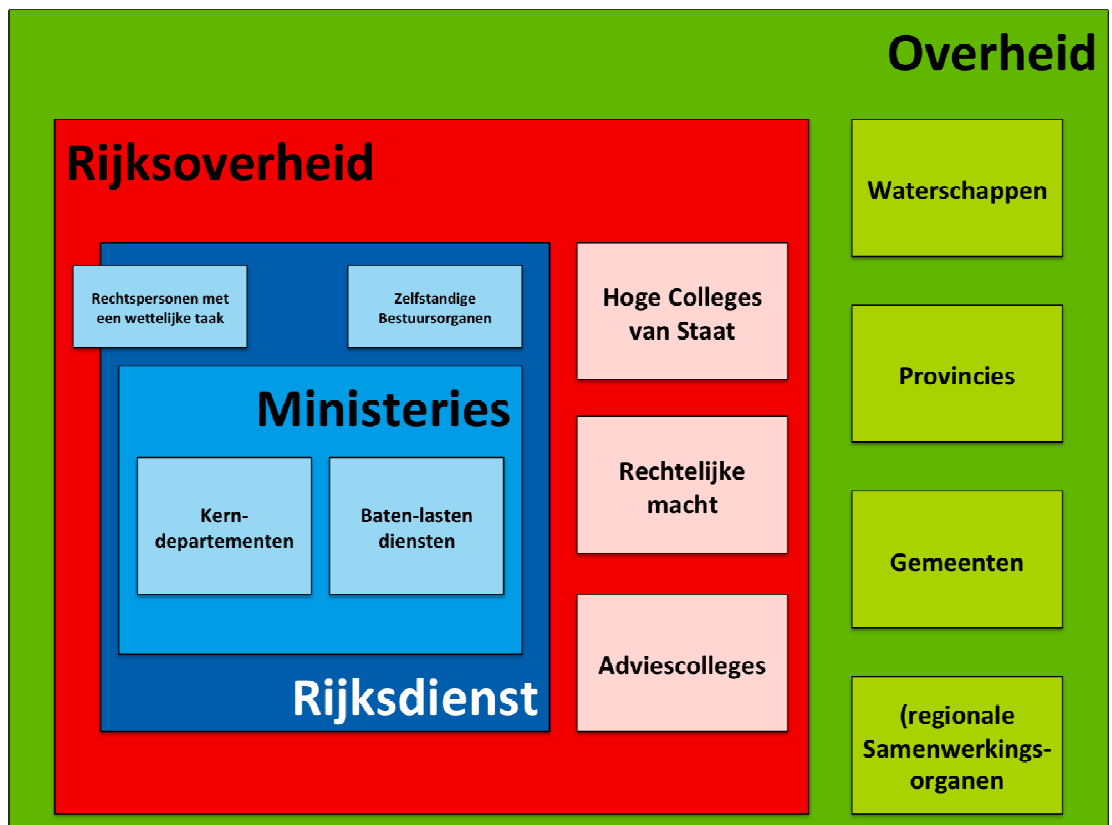 Overheid
Rijksoverheid
Rechtspersonen met
een wettelijke taak
Zelfstandige
Bestuursorganen
Ministeries
Kern-
departementen
Baten-lasten
diensten
Rijksdienst
Hoge Colleges
van Staat
Rechtelijke
macht
Adviescolleges
Waterschappen
Provincies
Gemeenten
(regionale
Samenwerkings-
organen